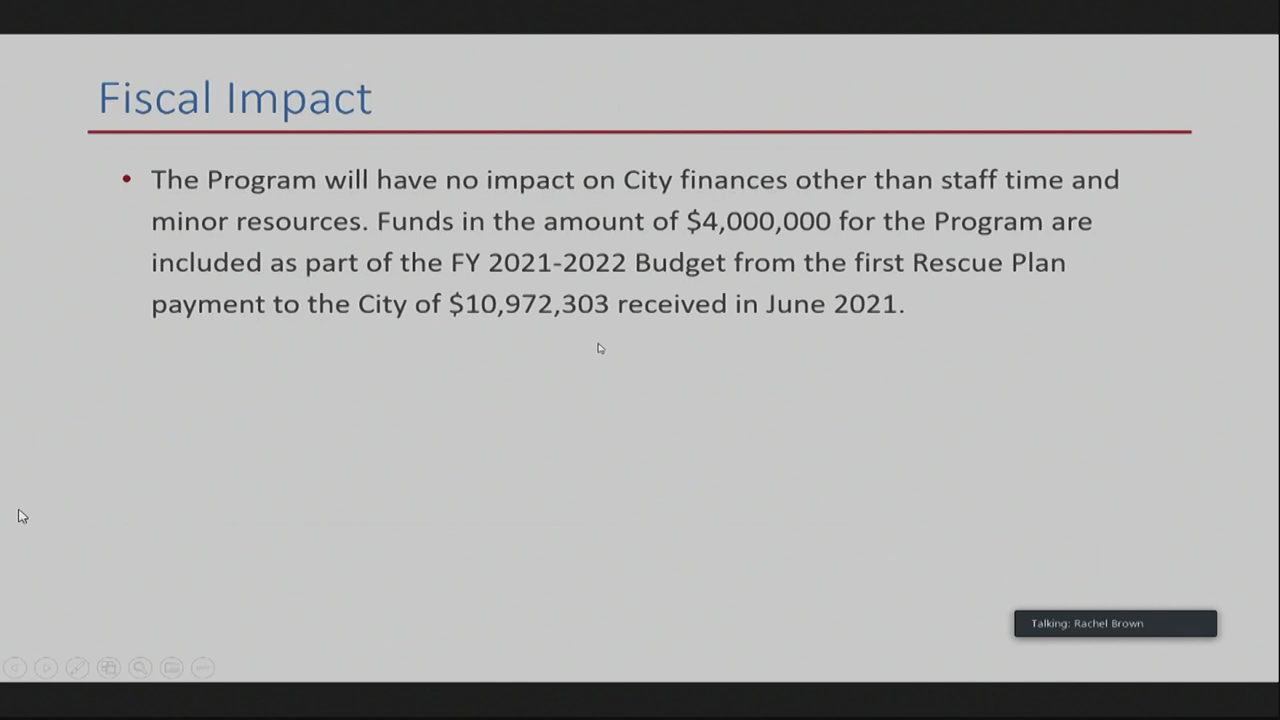 Fiscal Impact
• The Program will have no impact on City finances other than staff time and
minor resources. Funds in the amount of $4,000,000 for the Program are
included as part of the FY 2021-2022 Budget from the first Rescue Plan
payment to the City of $10,972,303 received in June 2021.
Talking: Rachel Brown